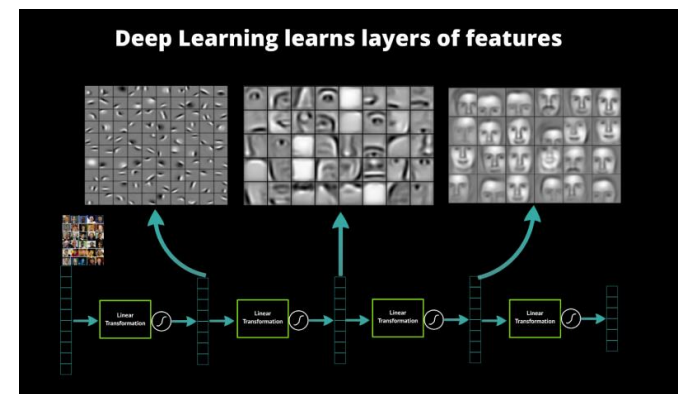 Deep Learning learns layers of features
Linear
Transformation
Linear
Transformation
Linear
Transformation
Linear
Transformation